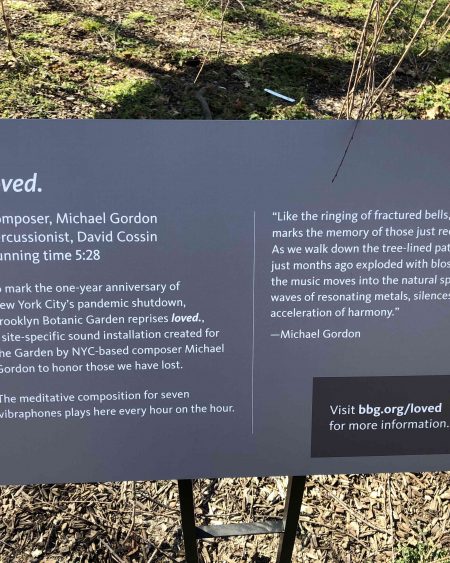 ved.
omposer, Michael Gordon
ercussionist, David Cossin
unning time 5:28
o mark the one-year anniversary of
ew York City's pandemic shutdown,
rooklyn Botanic Garden reprises loved.,
site-specific sound installation created for
he Garden by NYC-based composer Michael
Gordon to honor those we have lost.
The meditative composition for seven
vibraphones plays here every hour on the hour.
“Like the ringing of fractured bells,
marks the memory of those just rec
As we walk down the tree-lined pat
just months ago exploded with blos
the music moves into the natural sp
waves of resonating metals, silences
acceleration of harmony.”
—Michael Gordon
Visit bbg.org/loved
for more information.